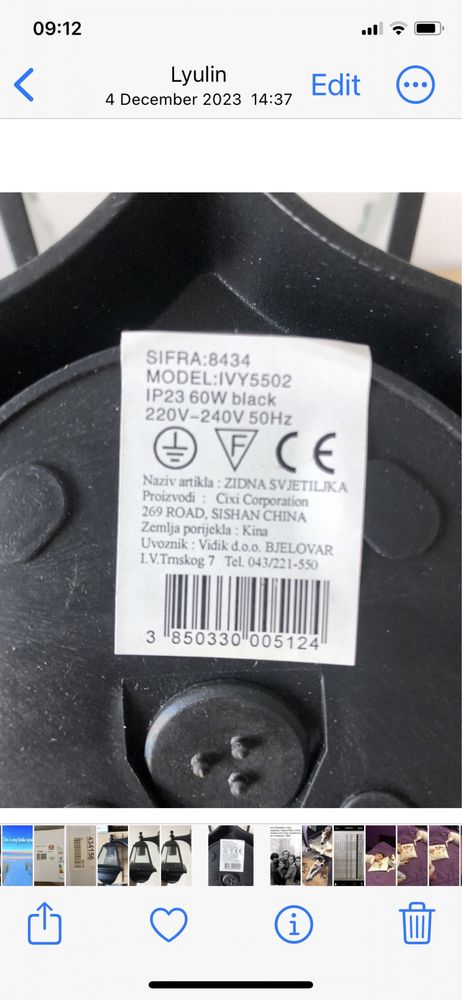 09:12
Lyulin
4 December 2023 14:37
Edit
SIFRA:8434
MODEL:IVY5502
IP23 60W black
220V-240V 50Hz
F CE
Naziv artikla : ZIDNA SVJETILJKA
Proizvodi : Cixi Corporation
269 ROAD, SISHAN CHINA
Zemlja porijekla : Kina
Uvoznik : Vidik d.o.o. BJELOVAR
I.V.Trnskog 7 Tel. 043/221-550
3 850330 005124
434156